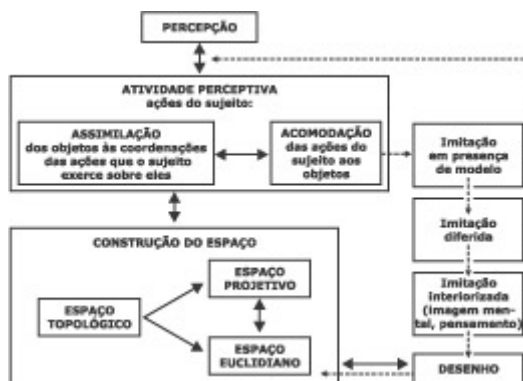 PERCEPÇÃO
ATIVIDADE PERCEPTIVA
ações do sujeito:
ASSIMILAÇÃO
dos objetos às coordenações
das ações que o sujeito
exerce sobre eles
ACOMODAÇÃO
das ações do
sujeito aos
objetos
Imitação
em presença
de modelo
Imitação
diferida
Imitação
interiorizada
(imagem men-
tal, pensamento)
DESENHO
CONSTRUÇÃO DO ESPAÇO
ESPAÇO
TOPOLÓGICO
ESPAÇO
PROJETIVO
ESPAÇO
EUCLIDIANO